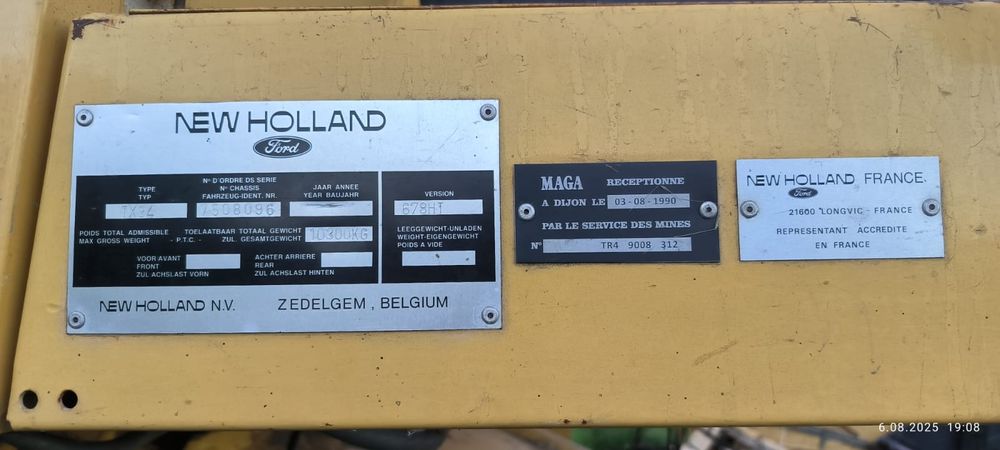 NEW HOLLAND
Ford
TYPE
TYP
TX34
N° D'ORDRE DS SERIE
N° CHASSIS
FAHRZEUG-IDENT. NR.
7508096
JAAR ANNEE
YEAR BAUJAHR
VERSION
678HT
POIDS TOTAL ADMISSIBLE TOELAATBAAR TOTAAL GEWICHT
MAX GROSS WEIGHT - P.T.C. - ZUL. GESAMTGEWICHT
10300KG
LEEGGEWICHT-UNLADEN
WEIGHT-EIGENGEWICHT
POIDS A VIDE
VOOR AVANT
FRONT
ZUL ACHSLAST VORN
ACHTER ARRIERE
REAR
ZUL ACHSLAST HINTEN
NEW HOLLAND N.V. ZEDELGEM, BELGIUM
MAGA RECEPTIONNE
A DIJON LE 03-08-1990
PAR LE SERVICE DES MINES
N° TR4 9008 312
NEW HOLLAND FRANCE.
Ford
21600 LONGVIC - FRANCE
REPRESENTANT ACCREDITE
EN FRANCE
6.08.2025 19:08